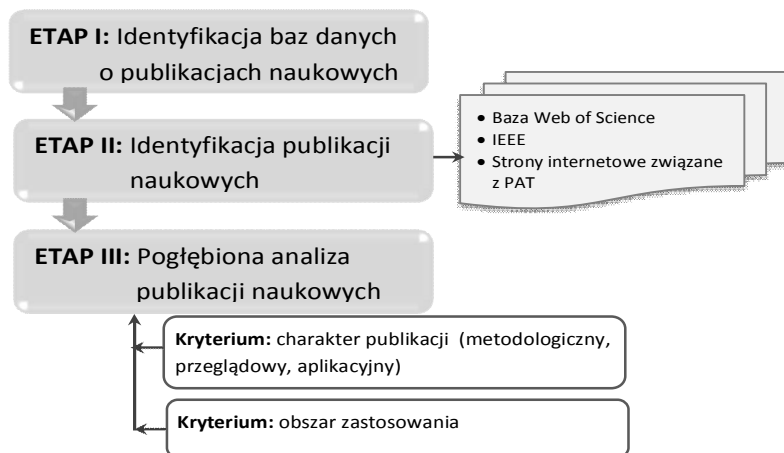 ETAP I: Identyfikacja baz danych
o publikacjach naukowych
ETAP II: Identyfikacja publikacji
naukowych
• Baza Web of Science
• IEEE
• Strony internetowe związane
z PAT
ETAP III: Pogłębiona analiza
publikacji naukowych
Kryterium: charakter publikacji (metodologiczny,
przeglądowy, aplikacyjny)
Kryterium: obszar zastosowania